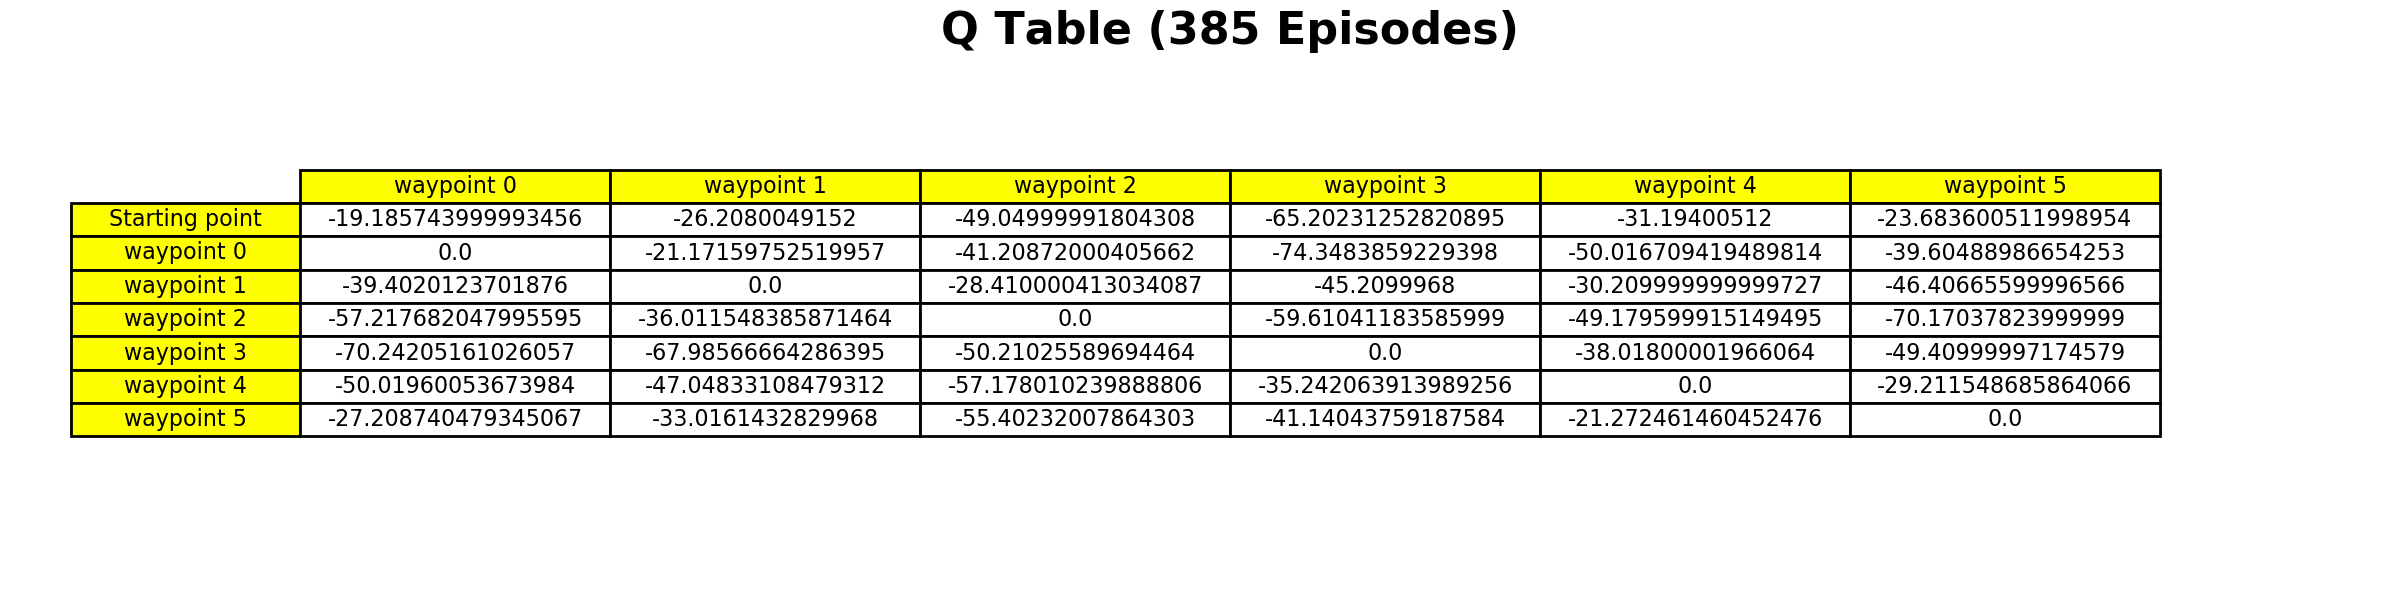 Q Table (385 Episodes)
waypoint 0 waypoint 1 waypoint 2 waypoint 3 waypoint 4 waypoint 5
Starting point -19.185743999993456 -26.2080049152 -49.04999991804308 -65.20231252820895 -31.19400512 -23.683600511998954
waypoint 0 0.0 -21.17159752519957 -41.20872000405662 -74.3483859229398 -50.016709419489814 -39.60488986654253
waypoint 1 -39.4020123701876 0.0 -28.410000413034087 -45.2099968 -30.209999999999727 -46.40665599996566
waypoint 2 -57.217682047995595 -36.011548385871464 0.0 -59.61041183585999 -49.179599915149495 -70.17037823999999
waypoint 3 -70.24205161026057 -67.98566664286395 -50.21025589694464 0.0 -38.01800001966064 -49.40999997174579
waypoint 4 -50.01960053673984 -47.04833108479312 -57.178010239888806 -35.242063913989256 0.0 -29.211548685864066
waypoint 5 -27.208740479345067 -33.0161432829968 -55.40232007864303 -41.14043759187584 -21.272461460452476 0.0